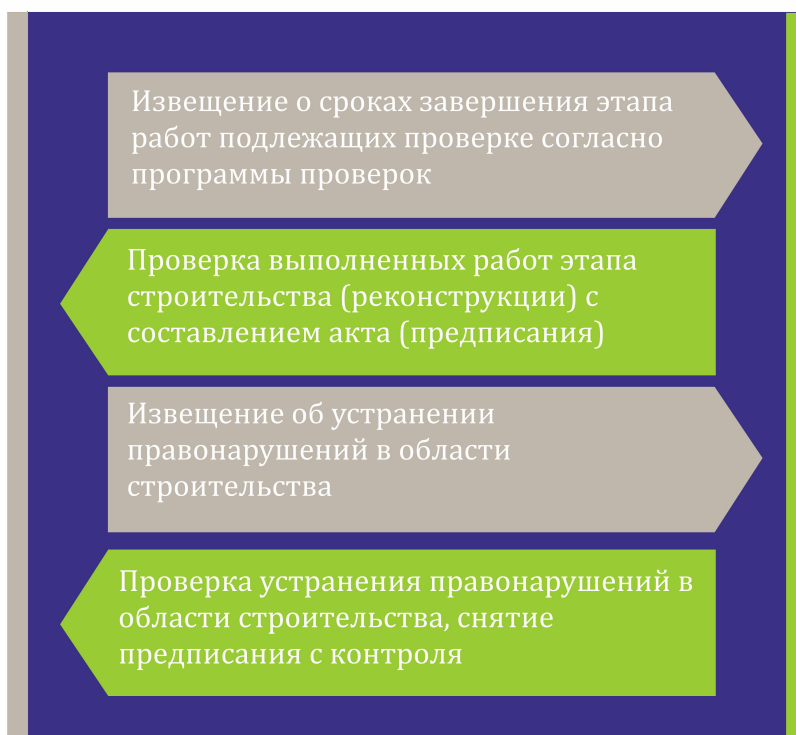 Извещение о сроках завершения этапа
работ подлежащих проверке согласно
программы проверок
Проверка выполненных работ этапа
строительства (реконструкции) с
составлением акта (предписания)
Извещение об устранении
правонарушений в области
строительства
Проверка устранения правонарушений в
области строительства, снятие
предписания с контроля